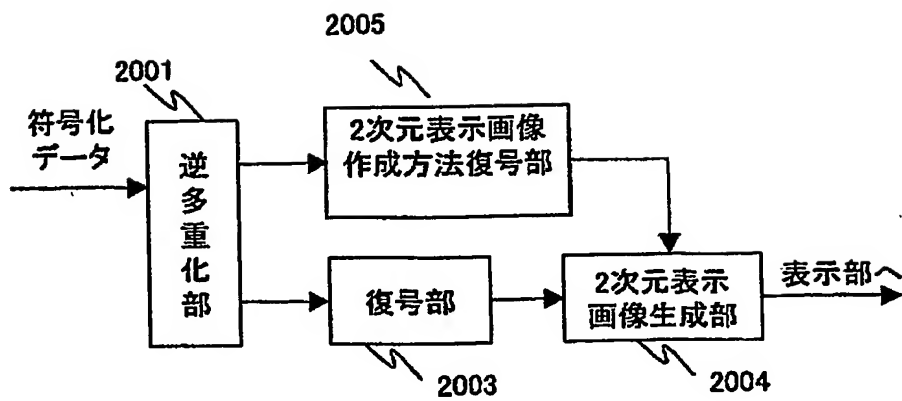 2005
2001
符号化
データ
2次元表示画像
作成方法復号部
逆多重化部
復号部
2次元表示
画像生成部
表示部へ
2003
2004